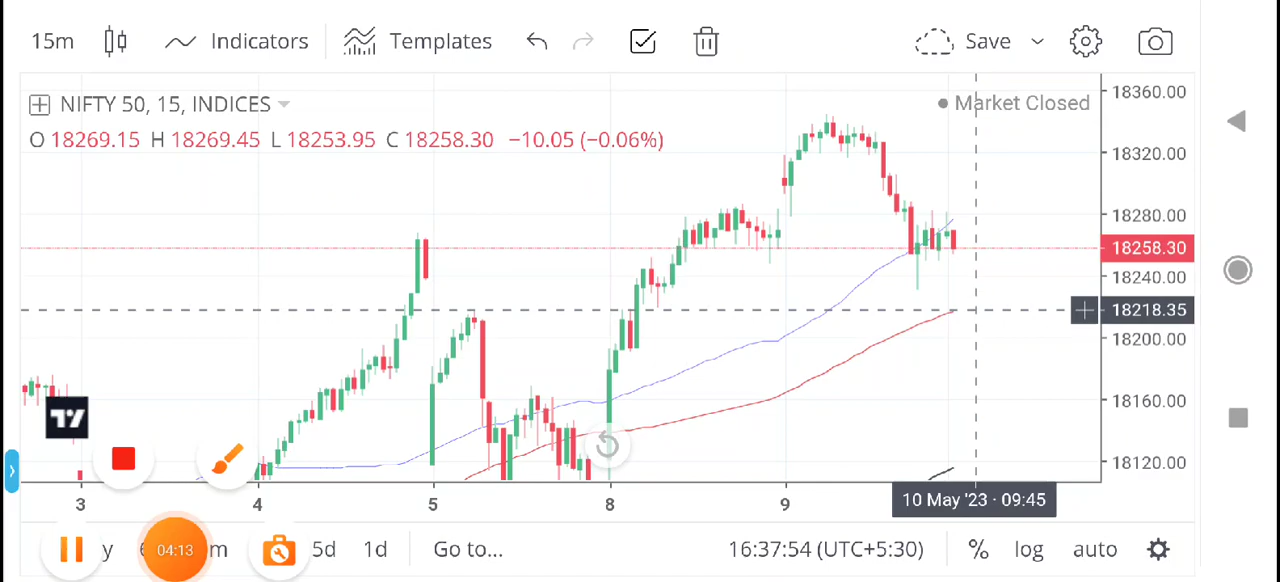 15m Indicators Templates Save
NIFTY 50, 15, INDICES
Market Closed
O 18269.15 H 18269.45 L 18253.95 C 18258.30 −10.05 (−0.06%)
18360.00
18320.00
18280.00
18258.30
18240.00
18218.35
18200.00
18160.00
18120.00
3 4 5 8 9
10 May '23 · 09:45
04:13
y m 5d 1d Go to... 16:37:54 (UTC+5:30) % log auto